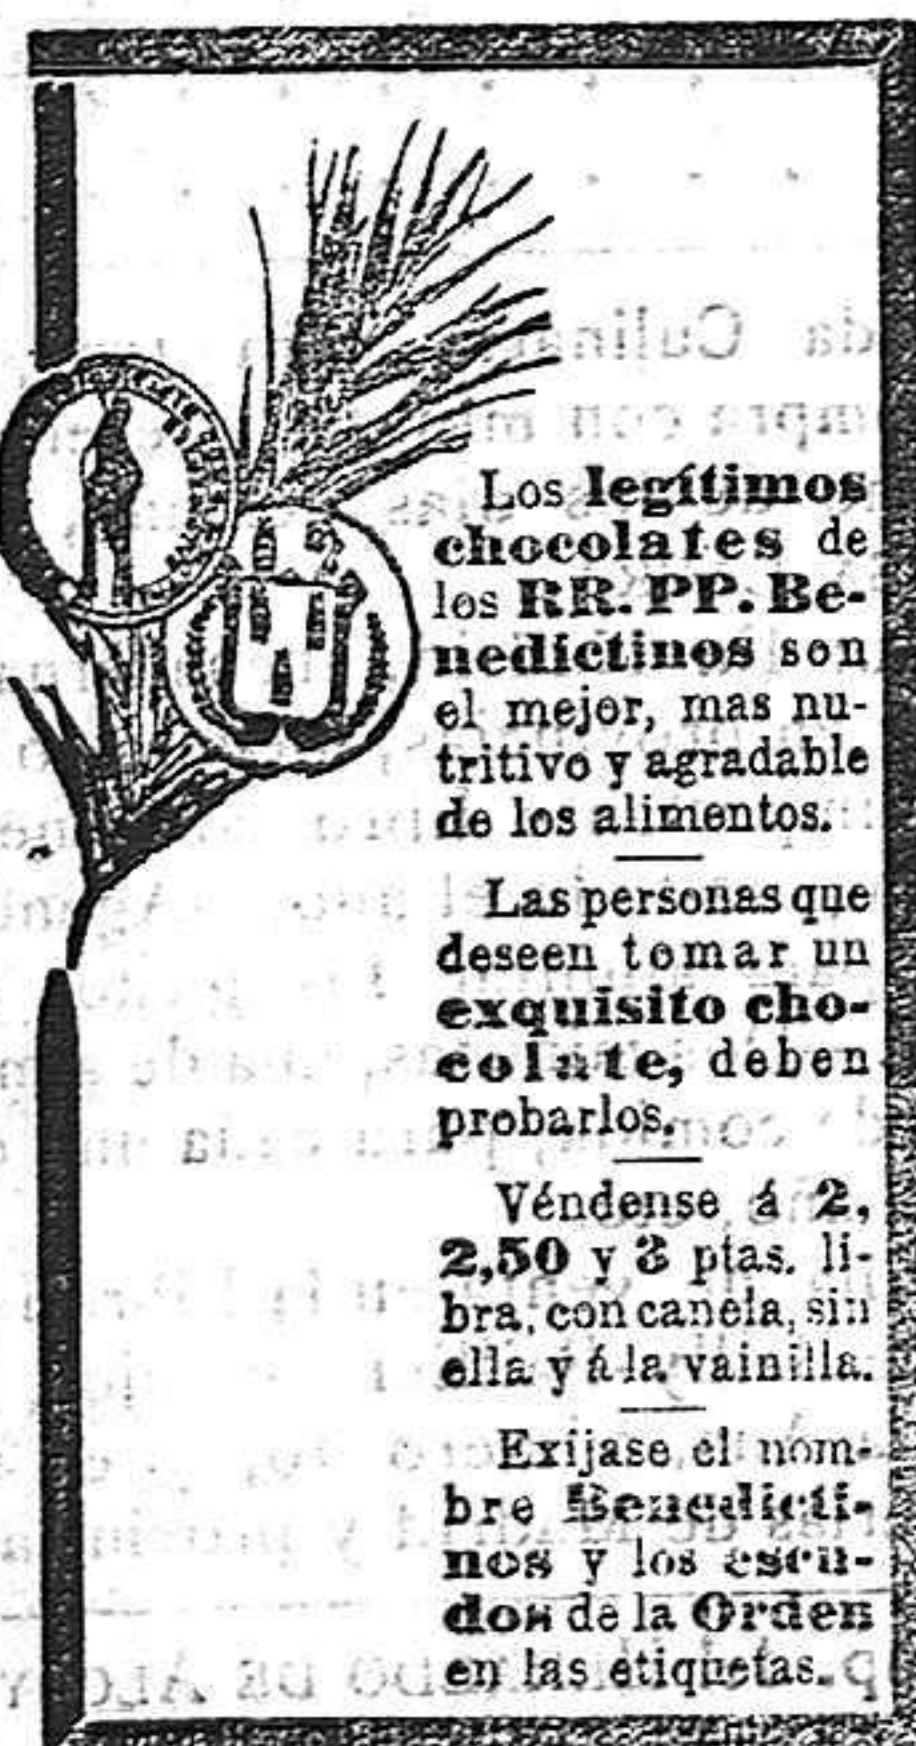 Los legítimos
chocolates de
los RR. PP. Be-
nedictinos son
el mejor, mas nu-
tritivo y agradable
de los alimentos.
Las personas que
deseen tomar un
exquisito cho-
colate, deben
probarlos.
Véndense á 2,
2,50 y 3 ptas. li-
bra, con canela, sin
ella y á la vainilla.
Exijase el nom-
bre Benedicti-
nos y los escu-
dos de la Orden
en las etiquetas.